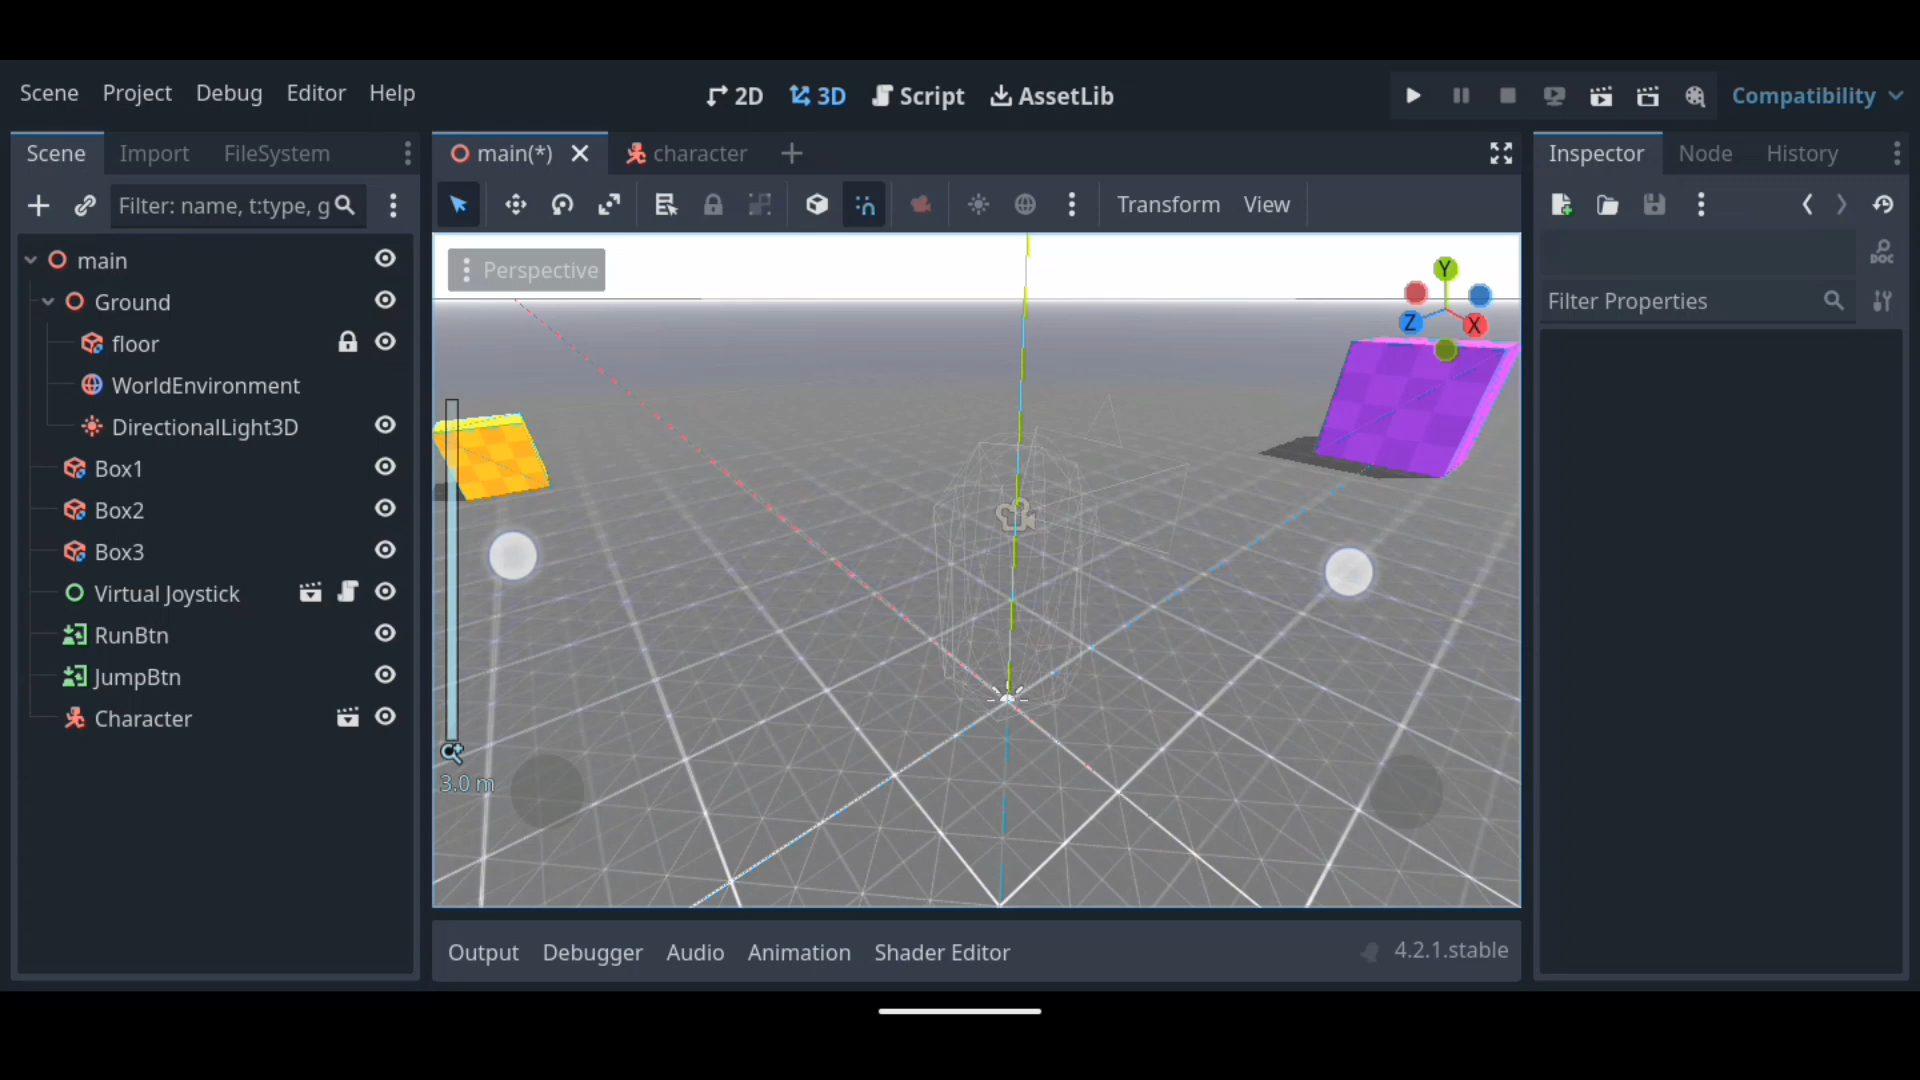 Scene Project Debug Editor Help
2D 3D Script AssetLib
Compatibility
Scene Import FileSystem
Filter: name, t:type, g
main
Ground
floor
WorldEnvironment
DirectionalLight3D
Box1
Box2
Box3
Virtual Joystick
RunBtn
JumpBtn
Character
main(*) character
Transform View
Perspective
Y
Z X
3.0 m
Output Debugger Audio Animation Shader Editor
4.2.1.stable
Inspector Node History
DOC
Filter Properties